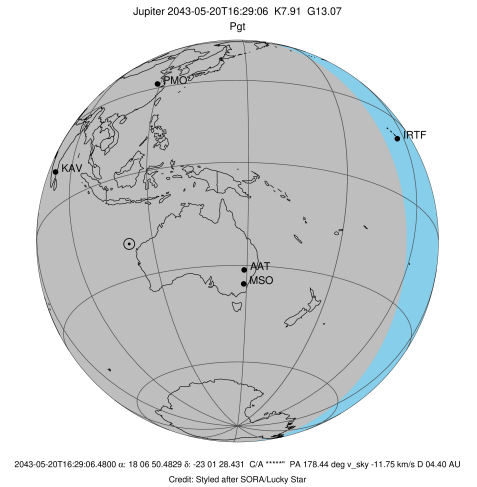 Jupiter 2043-05-20T16:29:06 K7.91 G13.07
Pgt
PMO
IRTF
KAV
AAT
MSO
2043-05-20T16:29:06.4800 α: 18 06 50.4829 δ: -23 01 28.431 C/A *****" PA 178.44 deg v_sky -11.75 km/s D 04.40 AU
Credit: Styled after SORA/Lucky Star